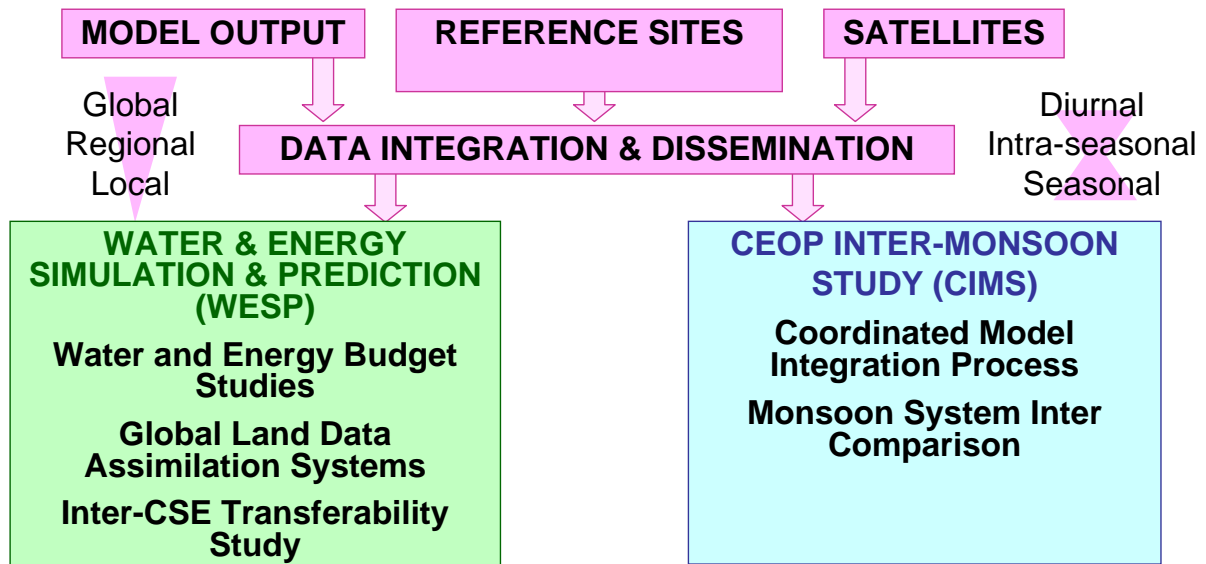 MODEL OUTPUT
REFERENCE SITES
SATELLITES
Global
Regional
Local
Diurnal
Intra-seasonal
Seasonal
DATA INTEGRATION & DISSEMINATION
WATER & ENERGY
SIMULATION & PREDICTION
(WESP)
Water and Energy Budget
Studies
Global Land Data
Assimilation Systems
Inter-CSE Transferability
Study
CEOP INTER-MONSOON
STUDY (CIMS)
Coordinated Model
Integration Process
Monsoon System Inter
Comparison